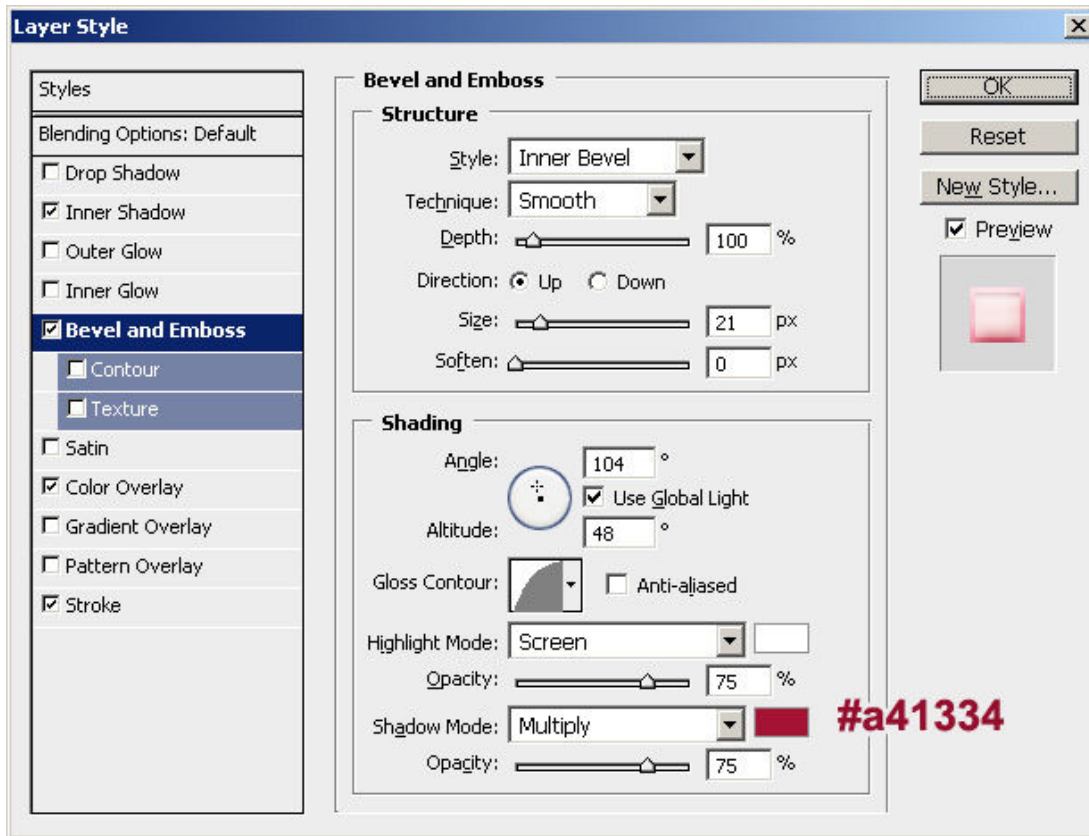 Layer Style
Styles
Blending Options: Default
Drop Shadow
Inner Shadow
Outer Glow
Inner Glow
Bevel and Emboss
Contour
Texture
Satin
Color Overlay
Gradient Overlay
Pattern Overlay
Stroke
Bevel and Emboss
Structure
Style: Inner Bevel
Technique: Smooth
Depth: 100 %
Direction: Up Down
Size: 21 px
Soften: 0 px
Shading
Angle: 104 °
Use Global Light
Altitude: 48 °
Gloss Contour: Anti-aliased
Highlight Mode: Screen
Opacity: 75 %
Shadow Mode: Multiply #a41334
Opacity: 75 %
OK
Reset
New Style...
Preview